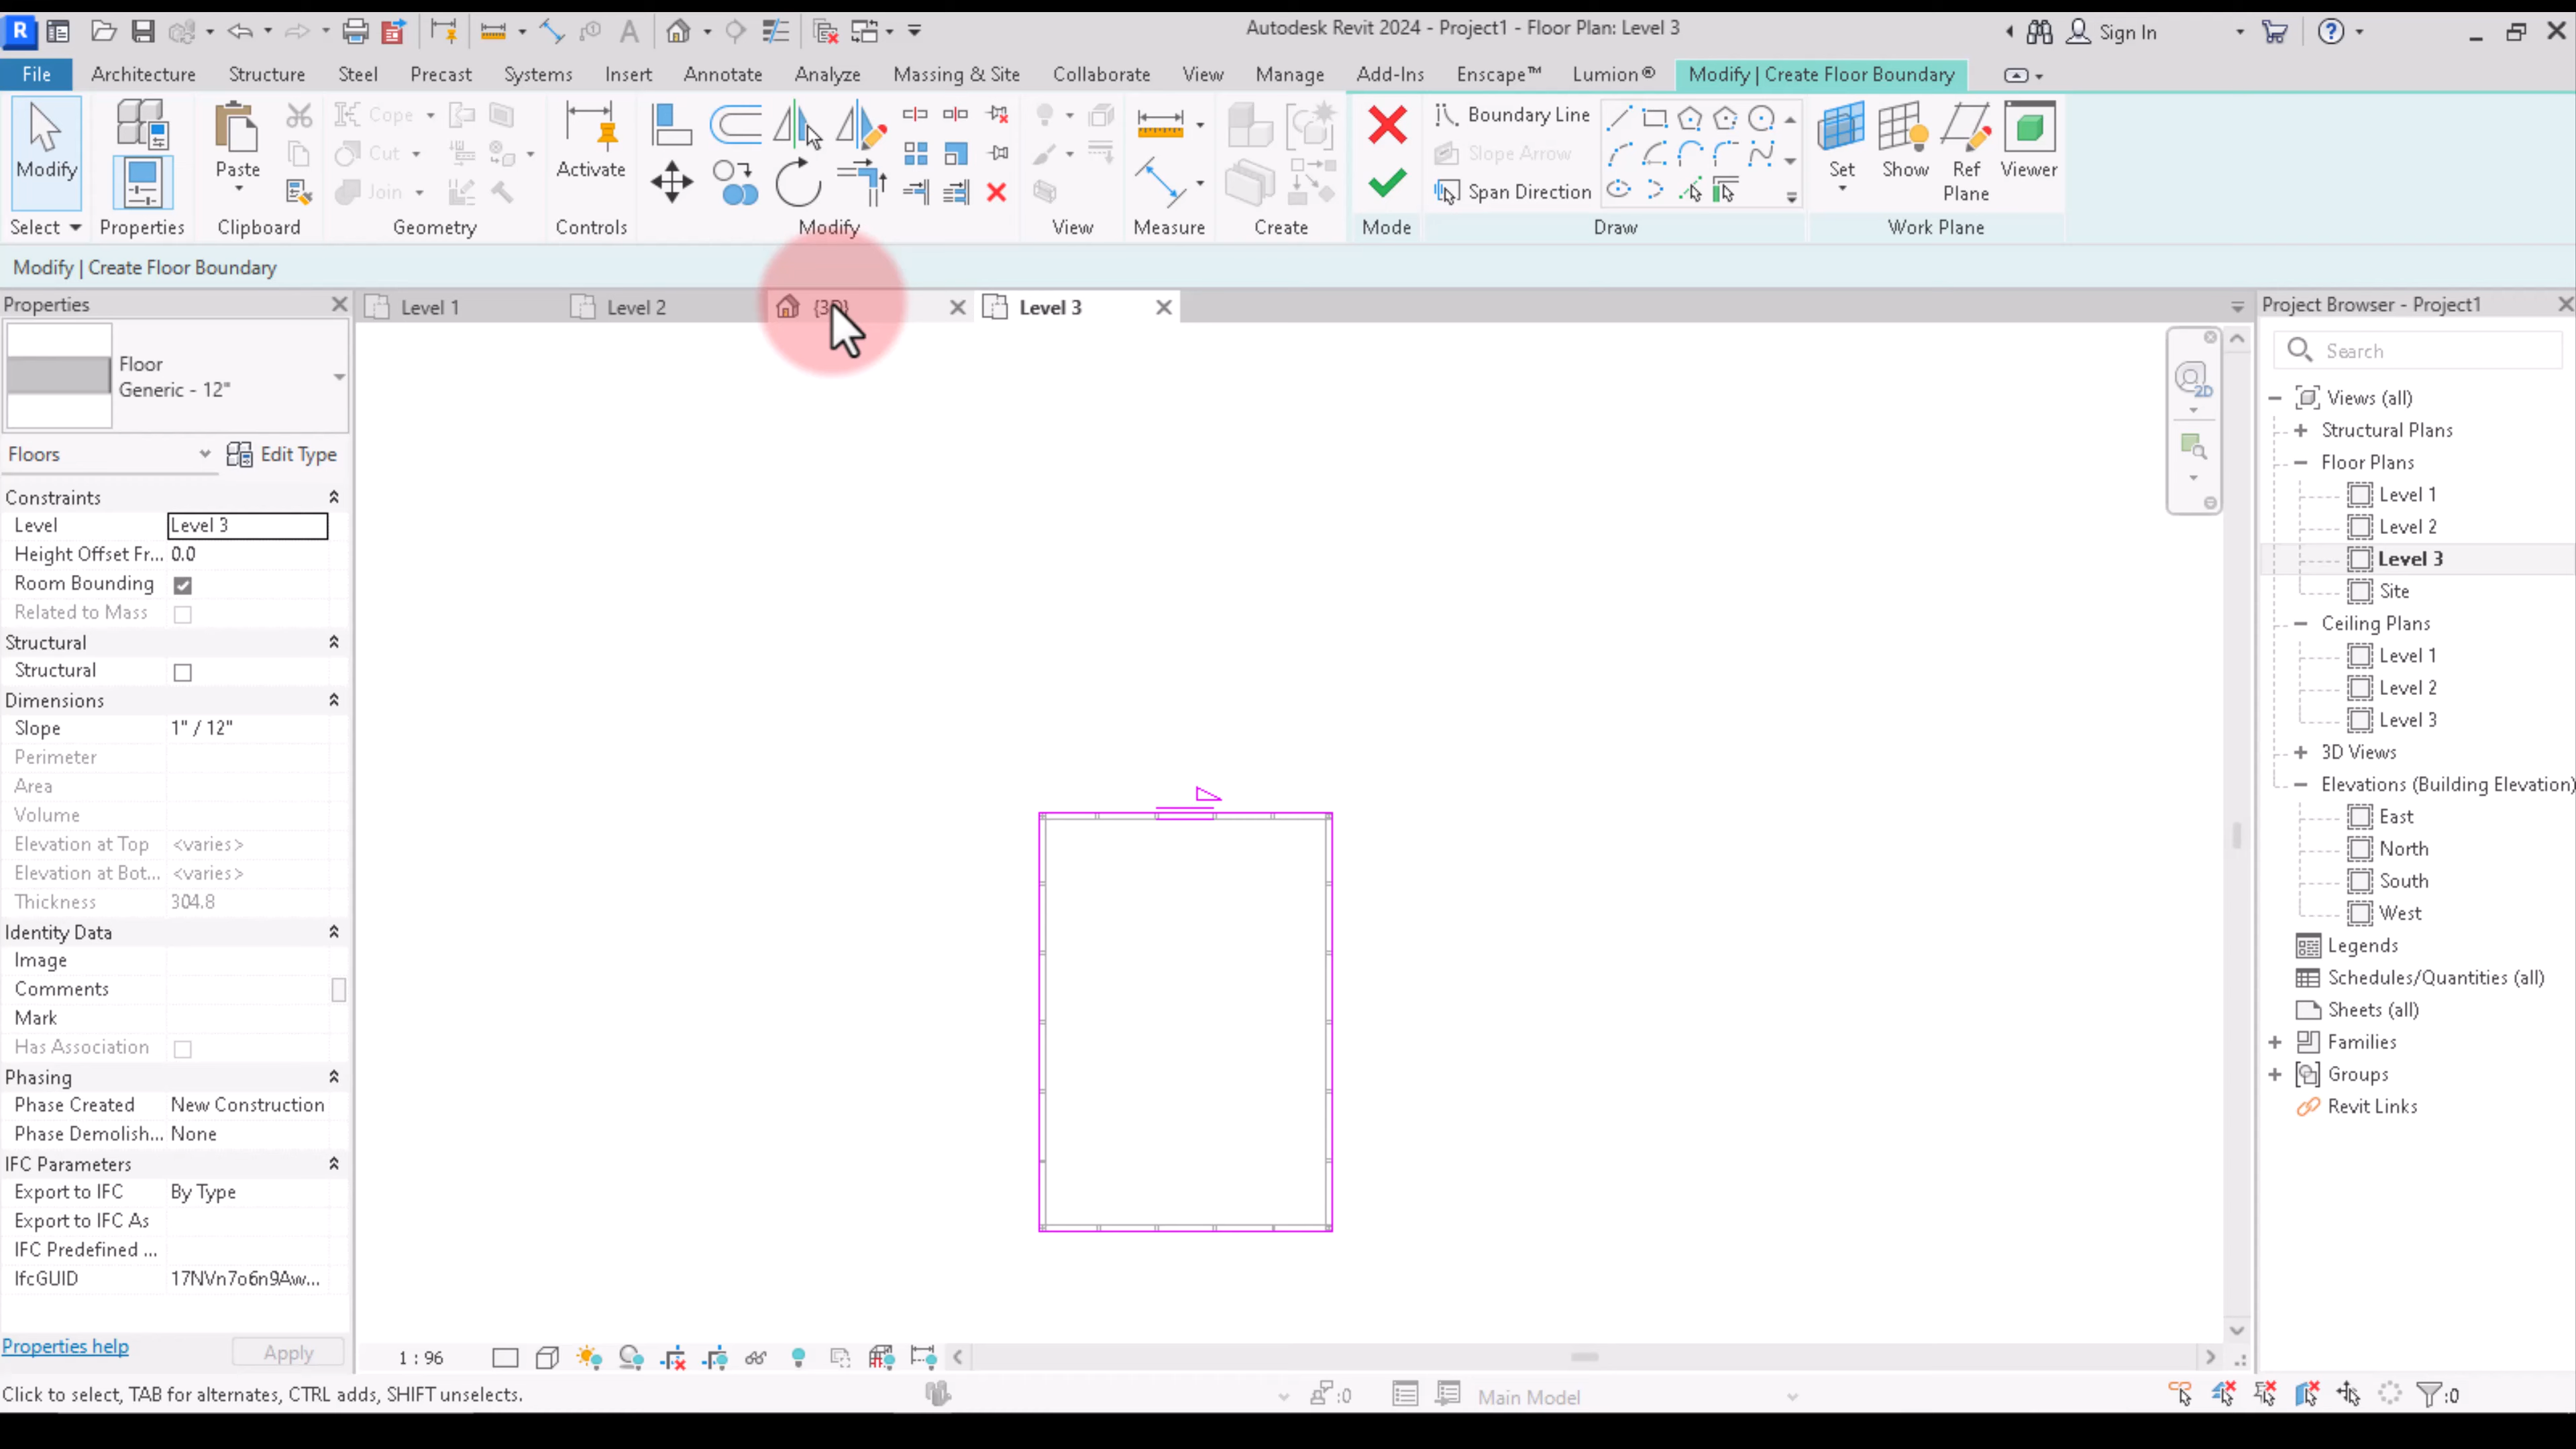 R
Autodesk Revit 2024 - Project1 - Floor Plan: Level 3
Sign In
File Architecture Structure Steel Precast Systems Insert Annotate Analyze Massing & Site Collaborate View Manage Add-Ins Enscape™ Lumion® Modify | Create Floor Boundary
Modify
Select
Properties
Paste
Clipboard
Cope
Cut
Join
Geometry
Activate
Controls
Modify
View
Measure
Create
Mode
Boundary Line
Slope Arrow
Span Direction
Draw
Set
Show
Ref Plane
Viewer
Work Plane
Modify | Create Floor Boundary
Properties
Floor
Generic - 12"
Floors
Edit Type
Constraints
Level Level 3
Height Offset Fr... 0.0
Room Bounding
Related to Mass
Structural
Structural
Dimensions
Slope 1" / 12"
Perimeter
Area
Volume
Elevation at Top <varies>
Elevation at Bot... <varies>
Thickness 304.8
Identity Data
Image
Comments
Mark
Has Association
Phasing
Phase Created New Construction
Phase Demolish... None
IFC Parameters
Export to IFC By Type
Export to IFC As
IFC Predefined ...
IfcGUID 17NVn7o6n9Aw...
Properties help
Apply
Level 1
Level 2
{3D}
Level 3
2D
1 : 96
Project Browser - Project1
Search
Views (all)
Structural Plans
Floor Plans
Level 1
Level 2
Level 3
Site
Ceiling Plans
Level 1
Level 2
Level 3
3D Views
Elevations (Building Elevation)
East
North
South
West
Legends
Schedules/Quantities (all)
Sheets (all)
Families
Groups
Revit Links
Click to select, TAB for alternates, CTRL adds, SHIFT unselects.
:0
Main Model
:0